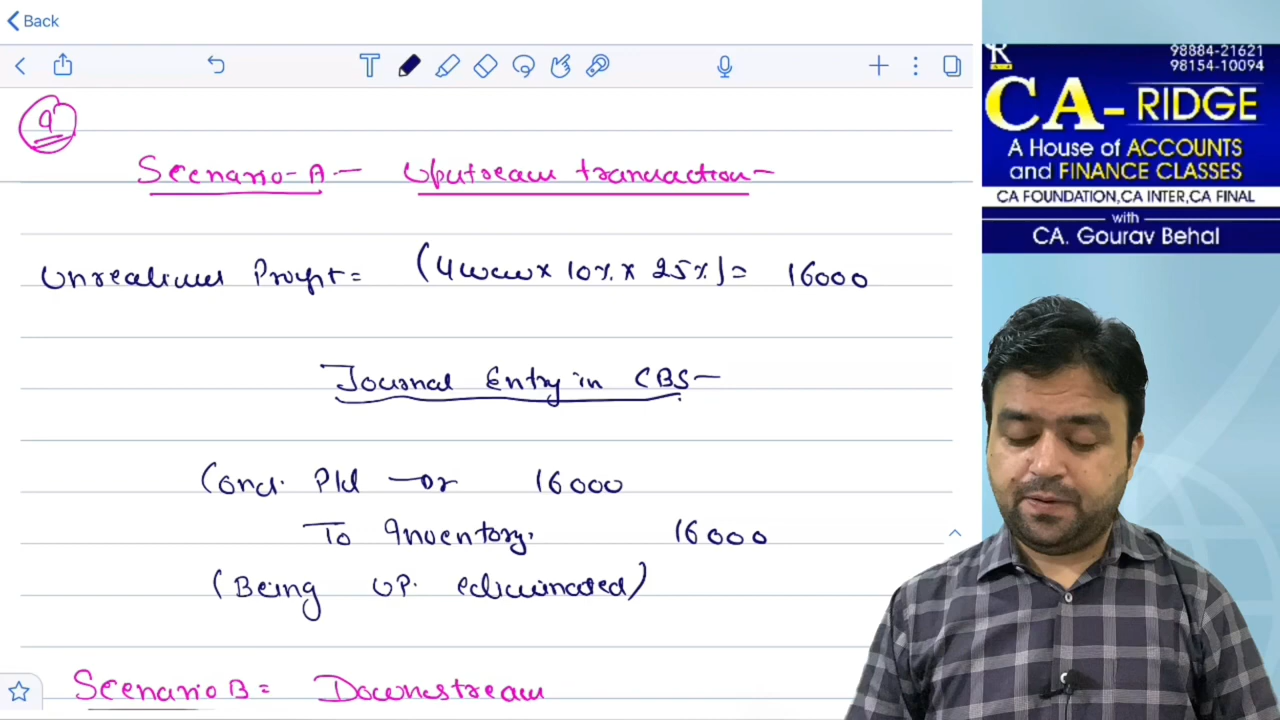 Back
9
Scenario-A- Upstream transaction-
Unrealised Profit = (400000 x 10% x 25%) = 16000
Journal Entry in CBS-
Cons. P&L -Dr 16000
To Inventory. 16000
(Being UP. eliminated)
Scenario B = Downstream
98884-21621
98154-10094
CA-RIDGE
A House of ACCOUNTS
and FINANCE CLASSES
CA FOUNDATION,CA INTER,CA FINAL
with
CA. Gourav Behal